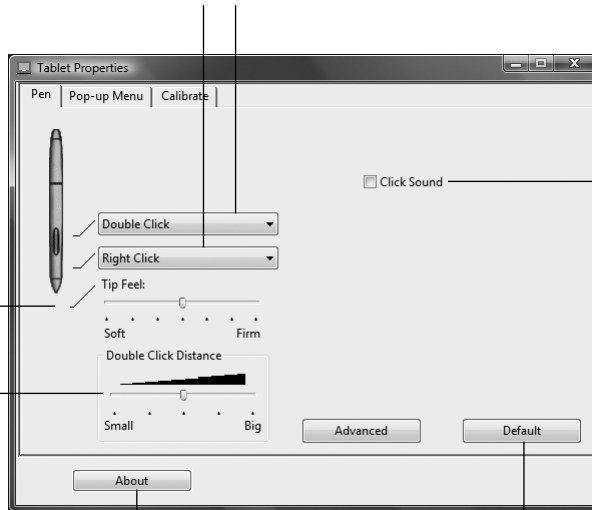 Tablet Properties
Pen Pop-up Menu Calibrate
Click Sound
Double Click
Right Click
Tip Feel:
Soft Firm
Double Click Distance
Small Big
Advanced Default
About